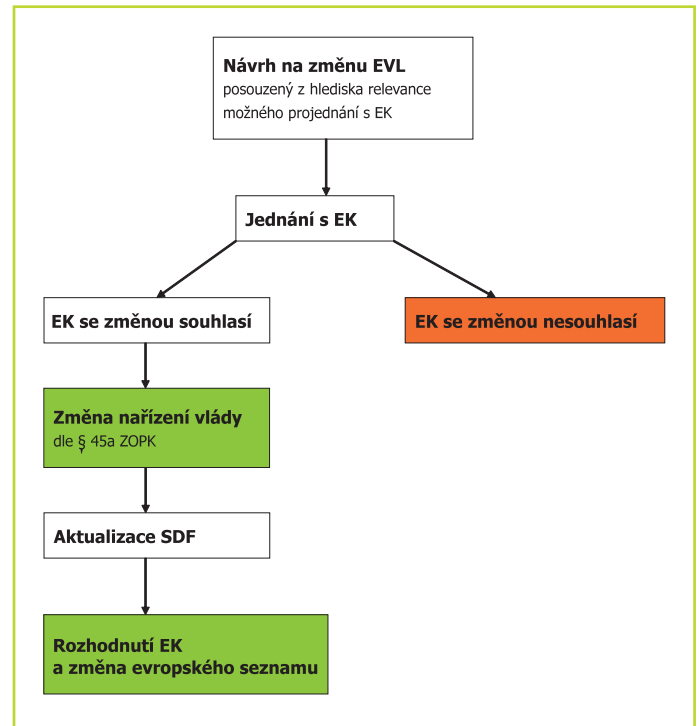 Návrh na změnu EVL
posouzený z hlediska relevance
možného projednání s EK
Jednání s EK
EK se změnou souhlasí
EK se změnou nesouhlasí
Změna nařízení vlády
dle § 45a ZOPK
Aktualizace SDF
Rozhodnutí EK
a změna evropského seznamu